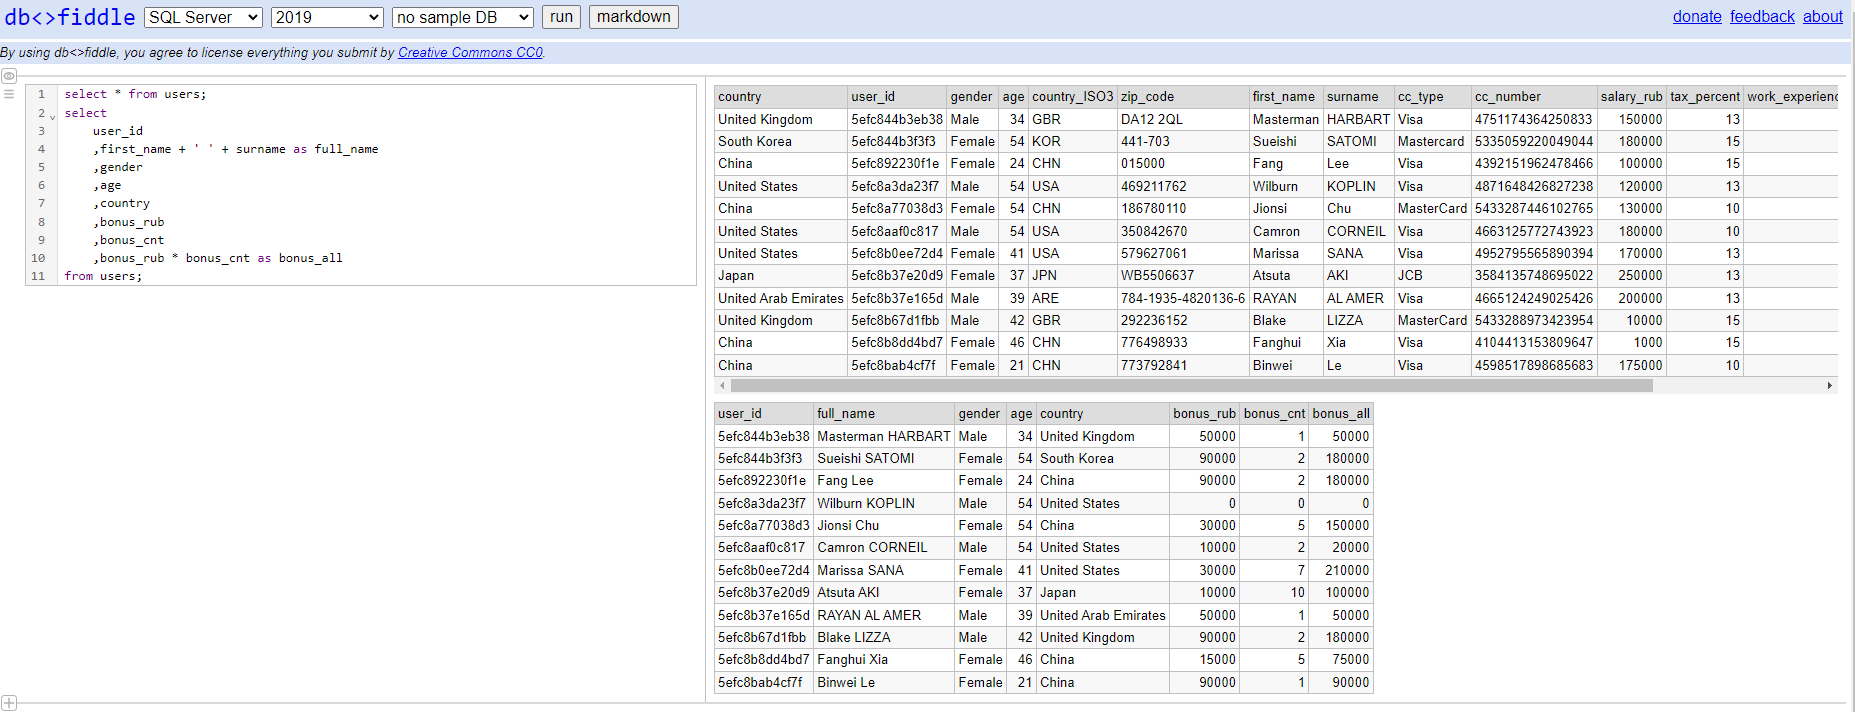 db<>fiddle SQL Server 2019 no sample DB run markdown donate feedback about
By using db<>fiddle, you agree to license everything you submit by Creative Commons CC0.
1 select * from users;
2 select
3 user_id
4 ,first_name + ' ' + surname as full_name
5 ,gender
6 ,age
7 ,country
8 ,bonus_rub
9 ,bonus_cnt
10 ,bonus_rub * bonus_cnt as bonus_all
11 from users;
country user_id gender age country_ISO3 zip_code first_name surname cc_type cc_number salary_rub tax_percent work_experienc
United Kingdom 5efc844b3eb38 Male 34 GBR DA12 2QL Masterman HARBART Visa 4751174364250833 150000 13
South Korea 5efc844b3f3f3 Female 54 KOR 441-703 Sueishi SATOMI Mastercard 5335059220049044 180000 15
China 5efc892230f1e Female 24 CHN 015000 Fang Lee Visa 4392151962478466 100000 15
United States 5efc8a3da23f7 Male 54 USA 469211762 Wilburn KOPLIN Visa 4871648426827238 120000 13
China 5efc8a77038d3 Female 54 CHN 186780110 Jionsi Chu MasterCard 5433287446102765 130000 10
United States 5efc8aaf0c817 Male 54 USA 350842670 Camron CORNEIL Visa 4663125772743923 180000 10
United States 5efc8b0ee72d4 Female 41 USA 579627061 Marissa SANA Visa 4952795565890394 170000 13
Japan 5efc8b37e20d9 Female 37 JPN WB5506637 Atsuta AKI JCB 3584135748695022 250000 13
United Arab Emirates 5efc8b37e165d Male 39 ARE 784-1935-4820136-6 RAYAN AL AMER Visa 4665124249025426 200000 13
United Kingdom 5efc8b67d1fbb Male 42 GBR 292236152 Blake LIZZA MasterCard 5433288973423954 10000 15
China 5efc8b8dd4bd7 Female 46 CHN 776498933 Fanghui Xia Visa 4104413153809647 1000 15
China 5efc8bab4cf7f Female 21 CHN 773792841 Binwei Le Visa 4598517898685683 175000 10
user_id full_name gender age country bonus_rub bonus_cnt bonus_all
5efc844b3eb38 Masterman HARBART Male 34 United Kingdom 50000 1 50000
5efc844b3f3f3 Sueishi SATOMI Female 54 South Korea 90000 2 180000
5efc892230f1e Fang Lee Female 24 China 90000 2 180000
5efc8a3da23f7 Wilburn KOPLIN Male 54 United States 0 0 0
5efc8a77038d3 Jionsi Chu Female 54 China 30000 5 150000
5efc8aaf0c817 Camron CORNEIL Male 54 United States 10000 2 20000
5efc8b0ee72d4 Marissa SANA Female 41 United States 30000 7 210000
5efc8b37e20d9 Atsuta AKI Female 37 Japan 10000 10 100000
5efc8b37e165d RAYAN AL AMER Male 39 United Arab Emirates 50000 1 50000
5efc8b67d1fbb Blake LIZZA Male 42 United Kingdom 90000 2 180000
5efc8b8dd4bd7 Fanghui Xia Female 46 China 15000 5 75000
5efc8bab4cf7f Binwei Le Female 21 China 90000 1 90000